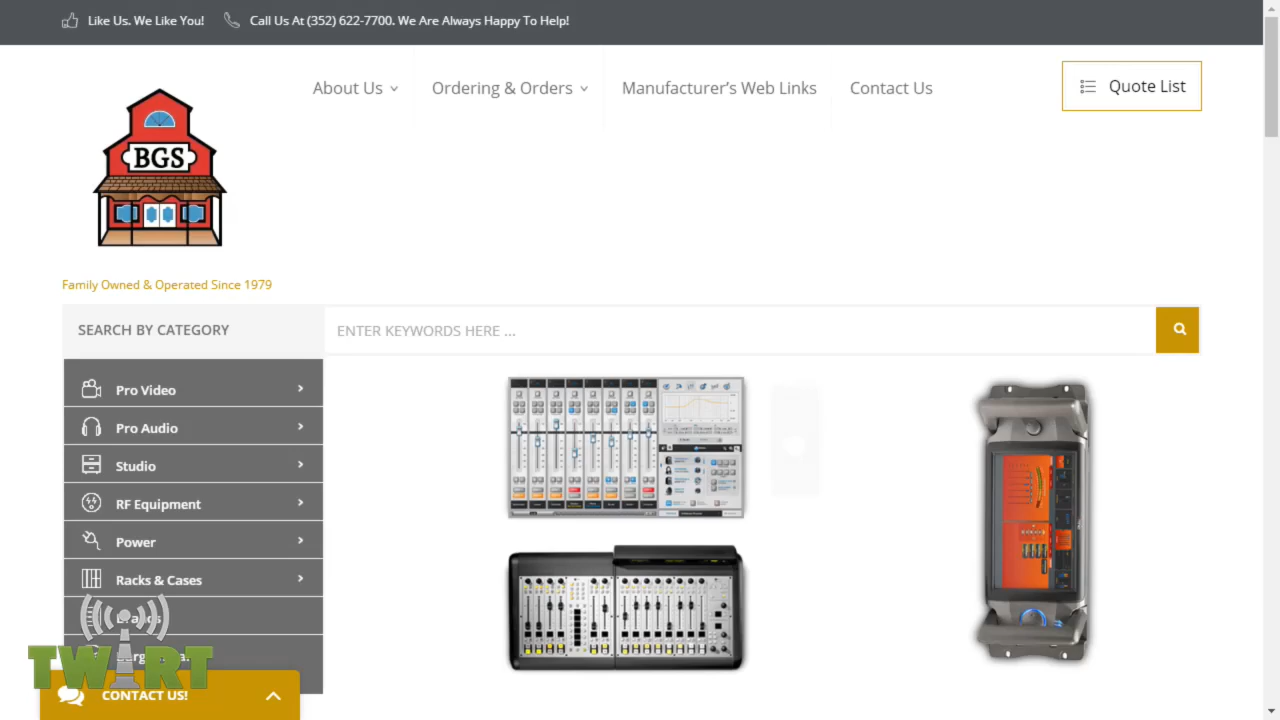 Like Us. We Like You!
Call Us At (352) 622-7700. We Are Always Happy To Help!
About Us
Ordering & Orders
Manufacturer’s Web Links
Contact Us
Quote List
BGS
Family Owned & Operated Since 1979
SEARCH BY CATEGORY
ENTER KEYWORDS HERE ...
Pro Video
Pro Audio
Studio
RF Equipment
Power
Racks & Cases
Brands
TWiRT
CONTACT US!